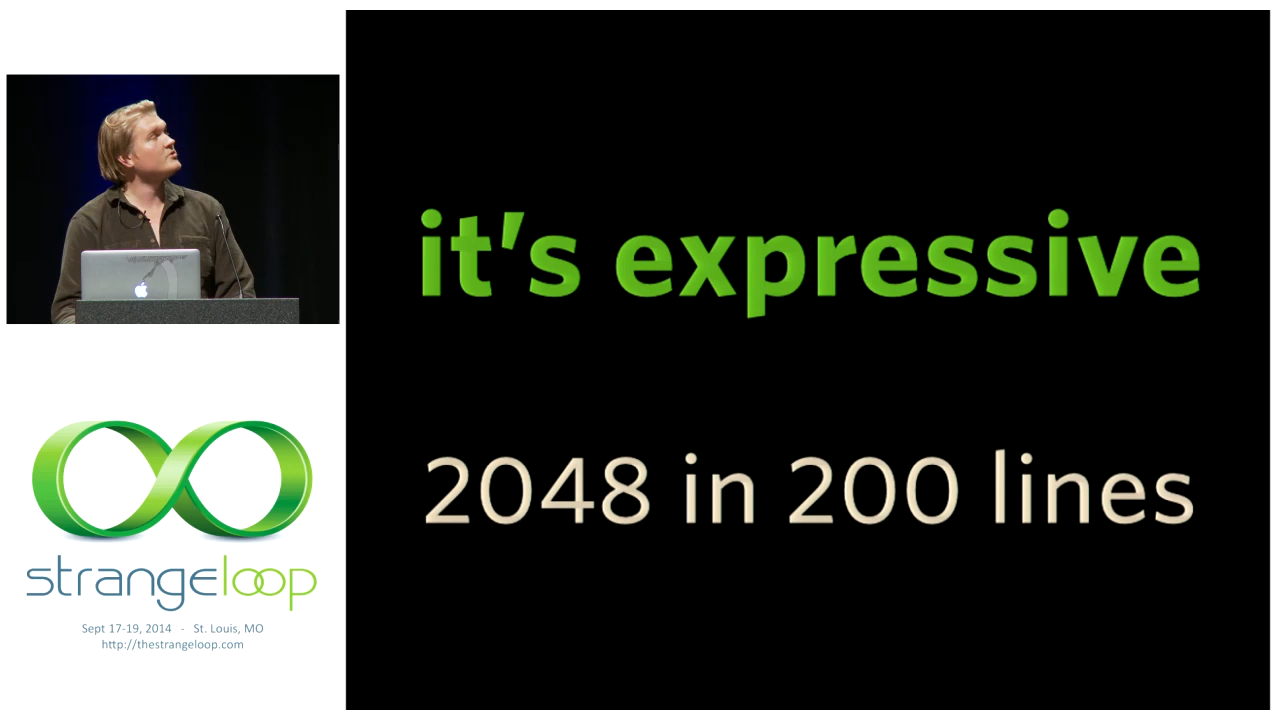 it's expressive
2048 in 200 lines
strangeloop
Sept 17-19, 2014 - St. Louis, MO
http://thestrangeloop.com